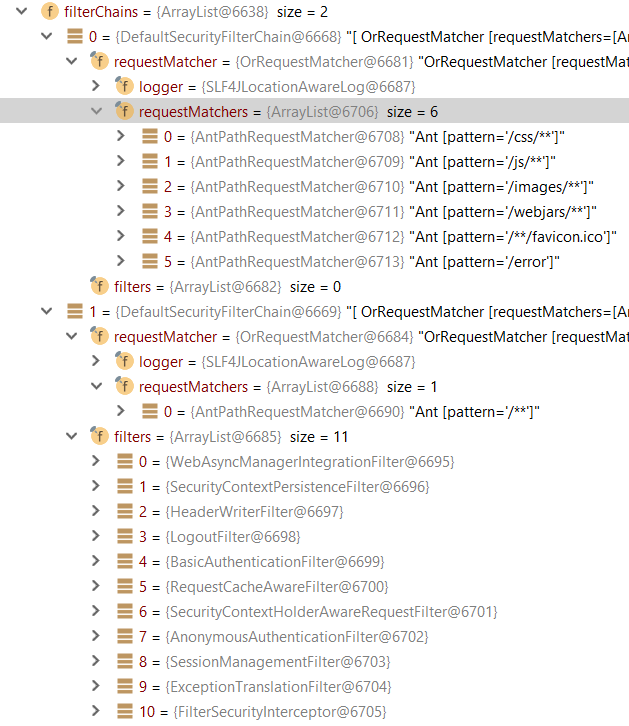 filterChains = {ArrayList@6638} size = 2
0 = {DefaultSecurityFilterChain@6668} "[ OrRequestMatcher [requestMatchers=[A
requestMatcher = {OrRequestMatcher@6681} "OrRequestMatcher [requestMat
logger = {SLF4JLocationAwareLog@6687}
requestMatchers = {ArrayList@6706} size = 6
0 = {AntPathRequestMatcher@6708} "Ant [pattern='/css/**']"
1 = {AntPathRequestMatcher@6709} "Ant [pattern='/js/**']"
2 = {AntPathRequestMatcher@6710} "Ant [pattern='/images/**']"
3 = {AntPathRequestMatcher@6711} "Ant [pattern='/webjars/**']"
4 = {AntPathRequestMatcher@6712} "Ant [pattern='/**/favicon.ico']"
5 = {AntPathRequestMatcher@6713} "Ant [pattern='/error']"
filters = {ArrayList@6682} size = 0
1 = {DefaultSecurityFilterChain@6669} "[ OrRequestMatcher [requestMatchers=[A
requestMatcher = {OrRequestMatcher@6684} "OrRequestMatcher [requestMat
logger = {SLF4JLocationAwareLog@6687}
requestMatchers = {ArrayList@6688} size = 1
0 = {AntPathRequestMatcher@6690} "Ant [pattern='/**']"
filters = {ArrayList@6685} size = 11
0 = {WebAsyncManagerIntegrationFilter@6695}
1 = {SecurityContextPersistenceFilter@6696}
2 = {HeaderWriterFilter@6697}
3 = {LogoutFilter@6698}
4 = {BasicAuthenticationFilter@6699}
5 = {RequestCacheAwareFilter@6700}
6 = {SecurityContextHolderAwareRequestFilter@6701}
7 = {AnonymousAuthenticationFilter@6702}
8 = {SessionManagementFilter@6703}
9 = {ExceptionTranslationFilter@6704}
10 = {FilterSecurityInterceptor@6705}